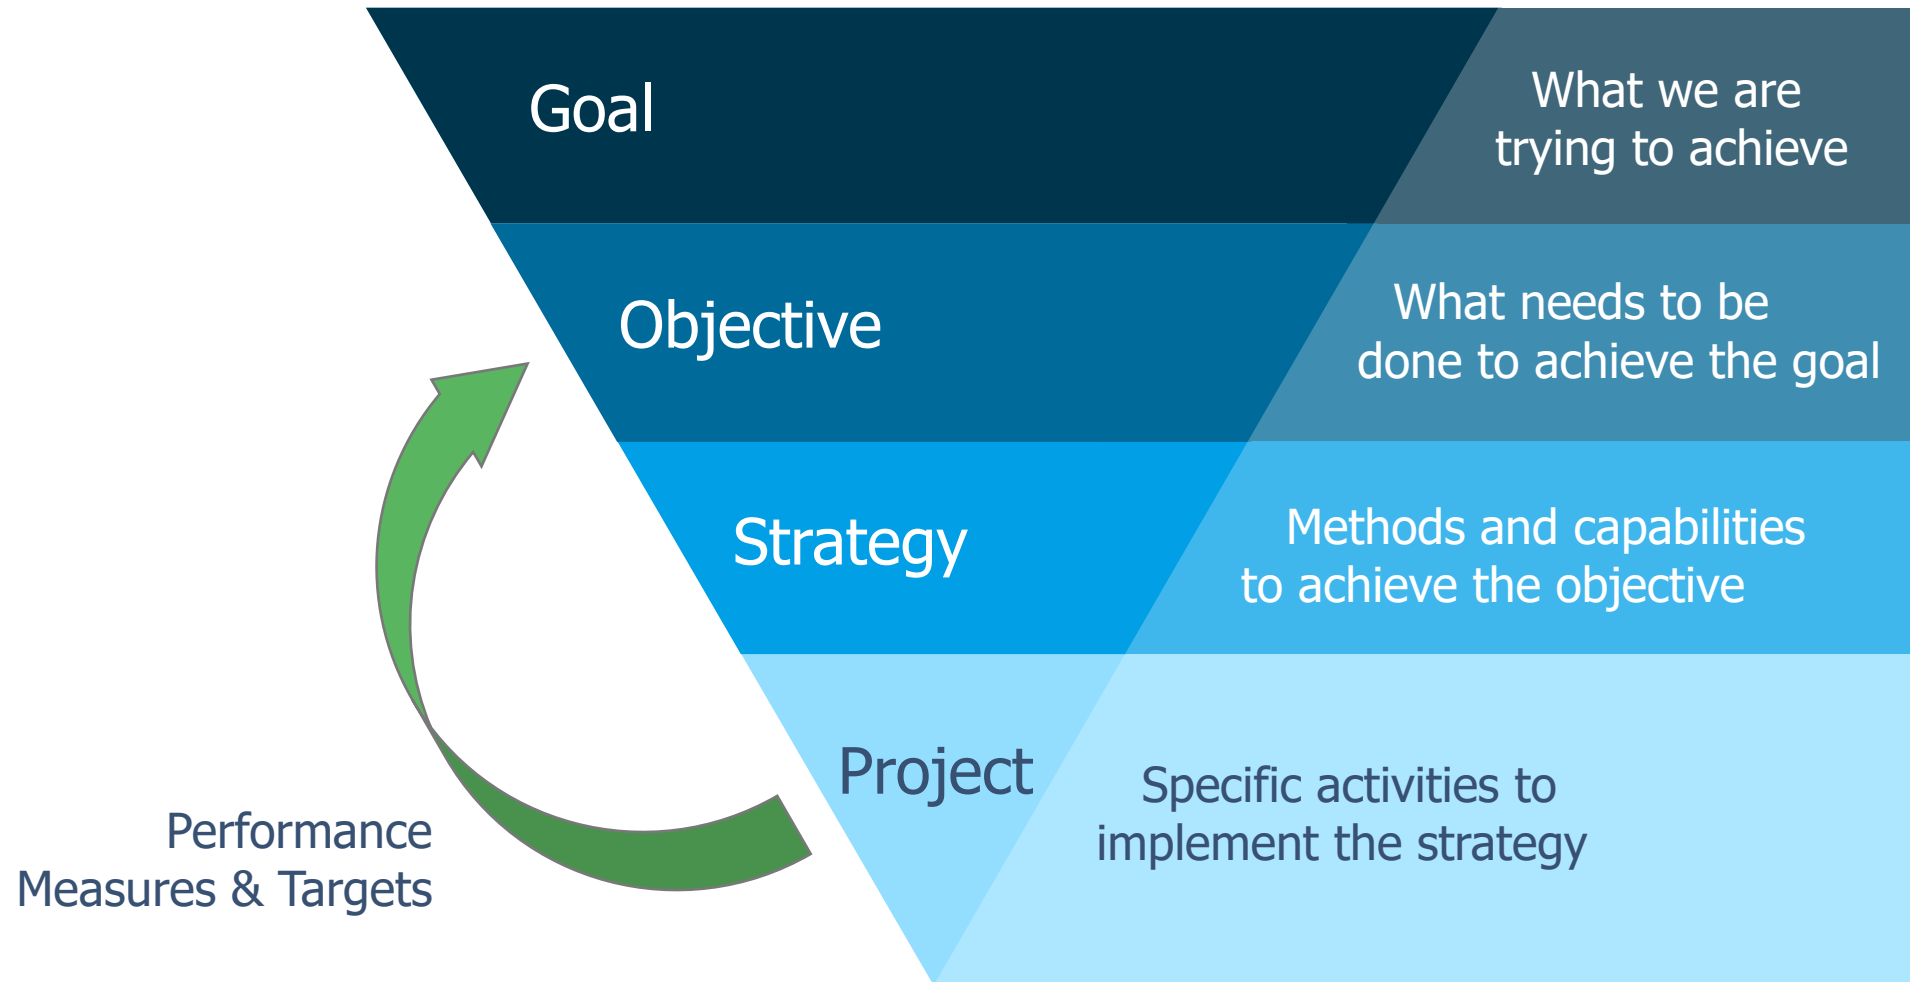 Goal
What we are
trying to achieve
Objective
What needs to be
done to achieve the goal
Strategy
Methods and capabilities
to achieve the objective
Project
Specific activities to
implement the strategy
Performance
Measures & Targets